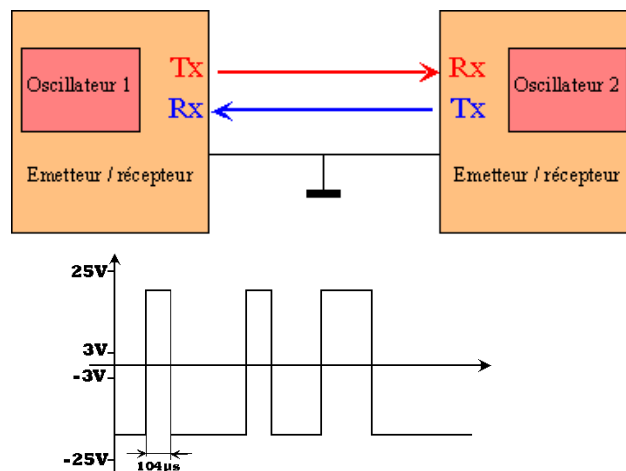 Oscillateur 1
Tx
Rx
Emetteur / récepteur
Rx
Tx
Oscillateur 2
Emetteur / récepteur
25V
3V
-3V
-25V
104µs